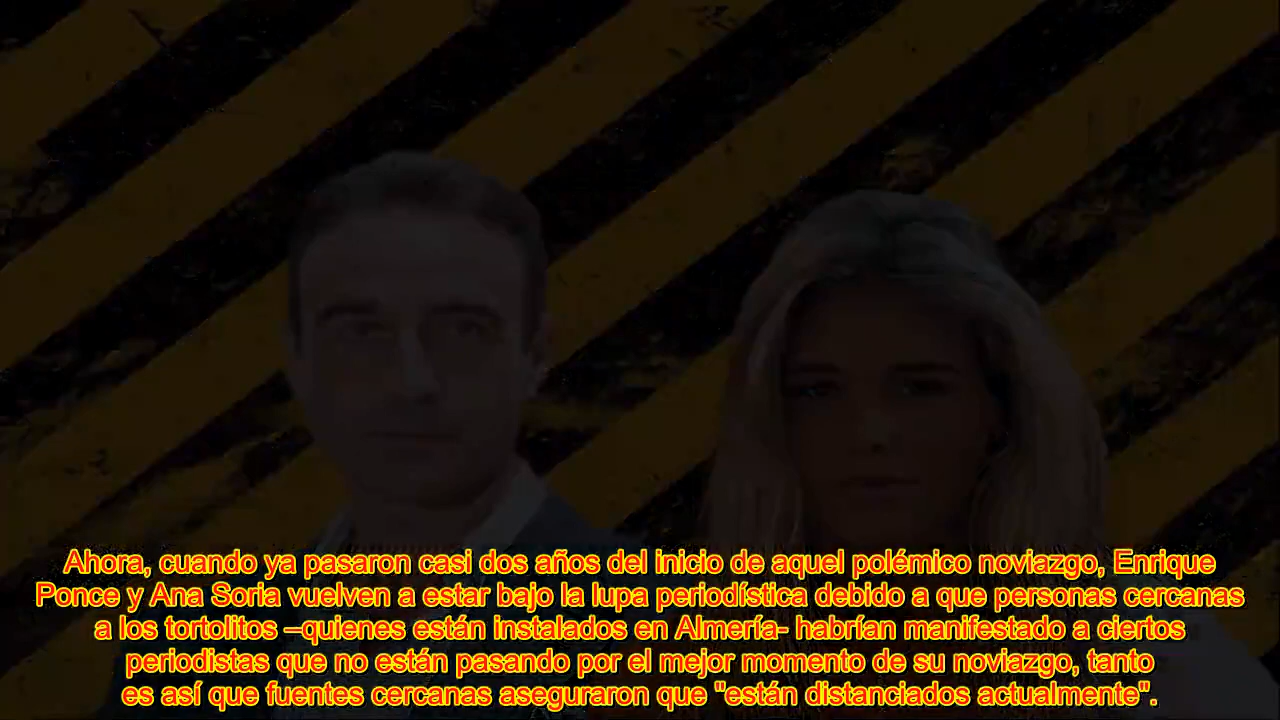 Ahora, cuando ya pasaron casi dos años del inicio de aquel polémico noviazgo, Enrique
Ponce y Ana Soria vuelven a estar bajo la lupa periodística debido a que personas cercanas
a los tortolitos –quienes están instalados en Almería- habrían manifestado a ciertos
periodistas que no están pasando por el mejor momento de su noviazgo, tanto
es así que fuentes cercanas aseguraron que "están distanciados actualmente".